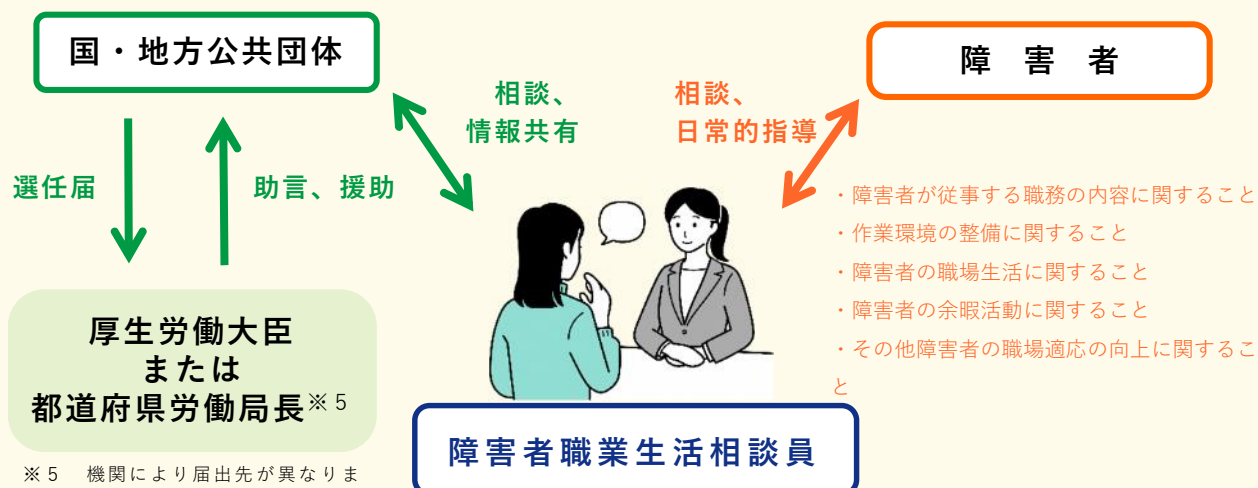 国・地方公共団体
障　害　者
相談、
情報共有
相談、
日常的指導
選任届
助言、援助
・障害者が従事する職務の内容に関すること
・作業環境の整備に関すること
・障害者の職場生活に関すること
・障害者の余暇活動に関すること
・その他障害者の職場適応の向上に関するこ
と
厚生労働大臣
または
都道府県労働局長※５
障害者職業生活相談員
※５　機関により届出先が異なりま